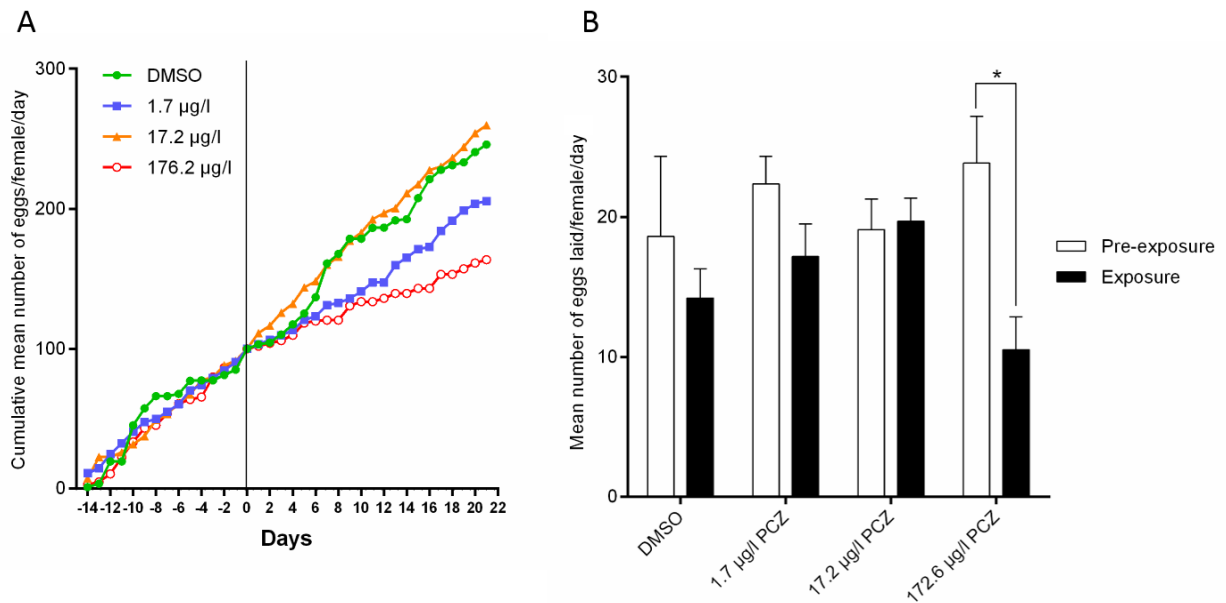 A
Cumulative mean number of eggs/female/day
300
200
100
0
DMSO
1.7 µg/l
17.2 µg/l
176.2 µg/l
-14 -12 -10 -8 -6 -4 -2 0 2 4 6 8 10 12 14 16 18 20 22
Days
B
Mean number of eggs laid/female/day
30
20
10
0
*
Pre-exposure
Exposure
DMSO
1.7 µg/l PCZ
17.2 µg/l PCZ
172.6 µg/l PCZ